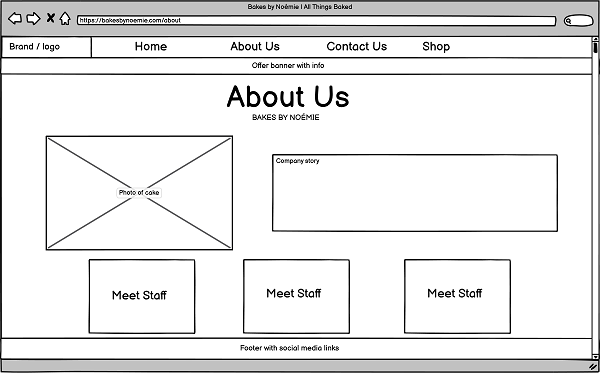 Bakes by Noémie | All Things Baked
https://bakesbynoemie.com/about
Brand / logo Home About Us Contact Us Shop
Offer banner with info
About Us
BAKES BY NOÉMIE
Photo of cake
Company story
Meet Staff Meet Staff Meet Staff
Footer with social media links